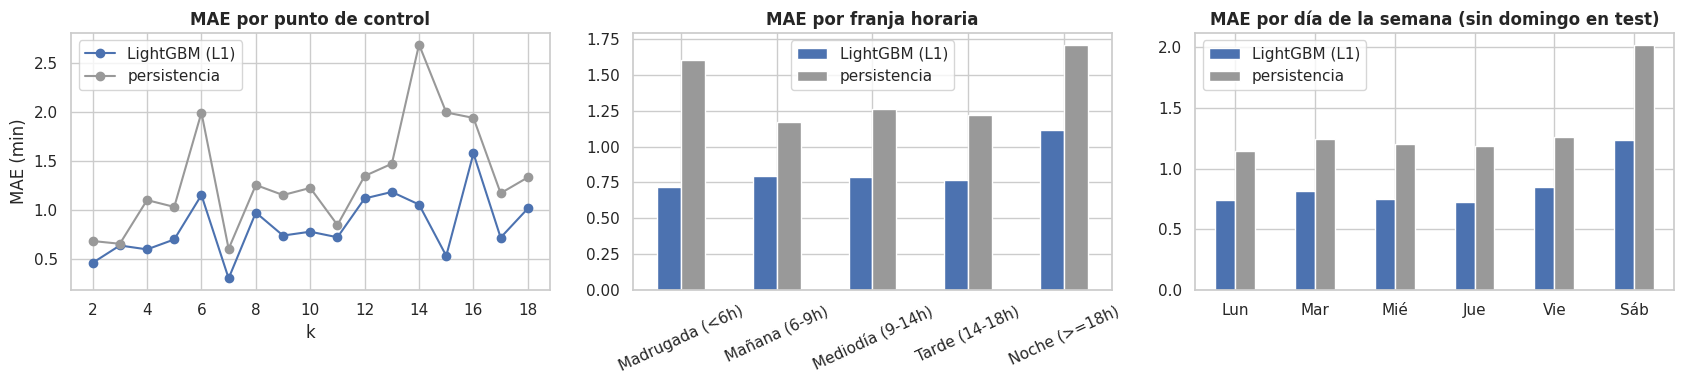 MAE por punto de control
LightGBM (L1)
persistencia
MAE (min)
2.5
2.0
1.5
1.0
0.5
2 4 6 8 10 12 14 16 18
k
MAE por franja horaria
LightGBM (L1)
persistencia
1.75
1.50
1.25
1.00
0.75
0.50
0.25
0.00
Madrugada (<6h)
Mañana (6-9h)
Mediodía (9-14h)
Tarde (14-18h)
Noche (>=18h)
MAE por día de la semana (sin domingo en test)
LightGBM (L1)
persistencia
2.0
1.5
1.0
0.5
0.0
Lun Mar Mié Jue Vie Sáb